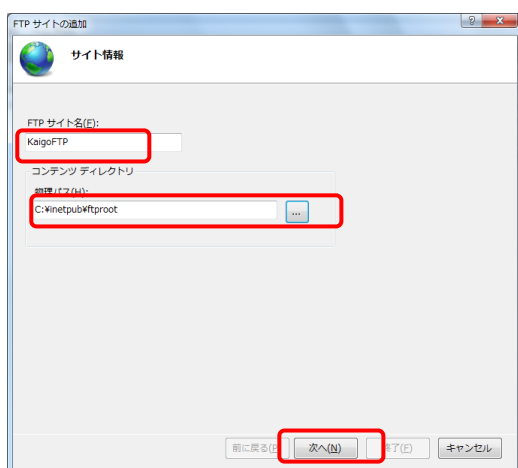 FTP サイトの追加
サイト情報
FTP サイト名(F):
KaigoFTP
コンテンツ ディレクトリ
物理パス(H):
C:¥inetpub¥ftproot
...
前に戻る(P 次へ(N) 終了(F) キャンセル